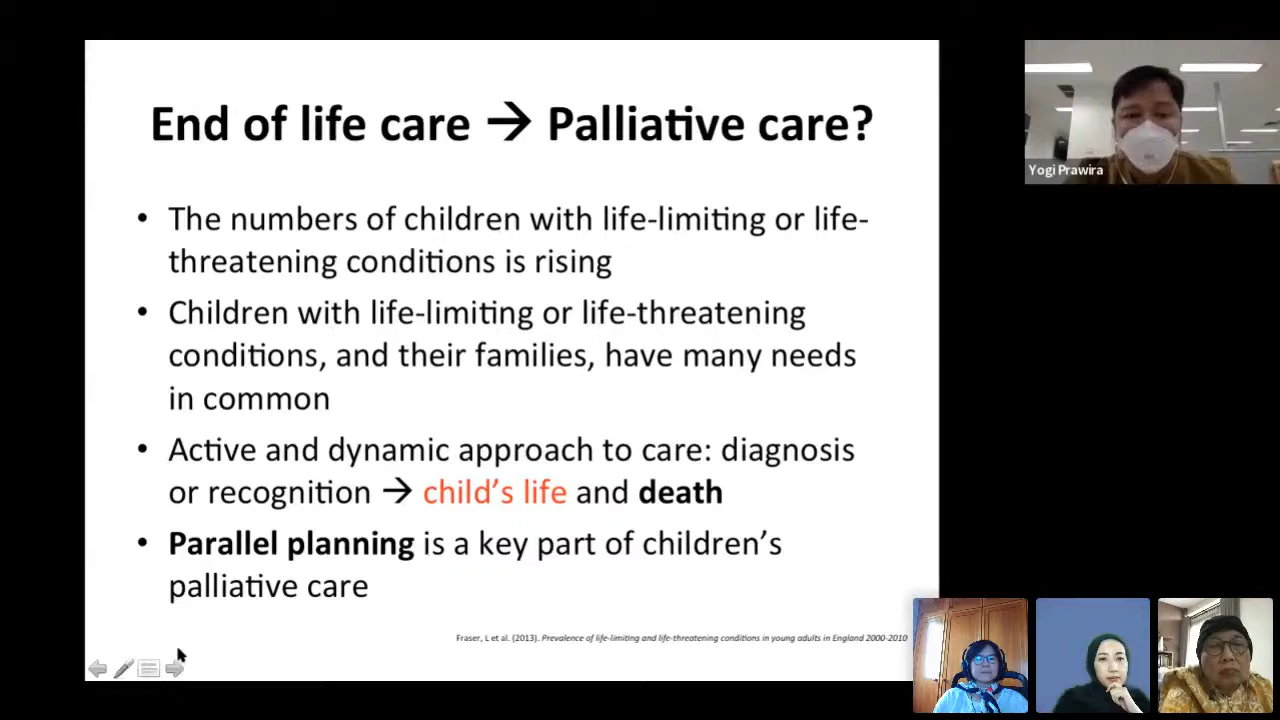 End of life care → Palliative care?
Yogi Prawira
• The numbers of children with life-limiting or life-
threatening conditions is rising
• Children with life-limiting or life-threatening
conditions, and their families, have many needs
in common
• Active and dynamic approach to care: diagnosis
or recognition → child's life and death
• Parallel planning is a key part of children's
palliative care
Fraser, L et al. (2013). Prevalence of life-limiting and life-threatening conditions in young adults in England 2000-2010